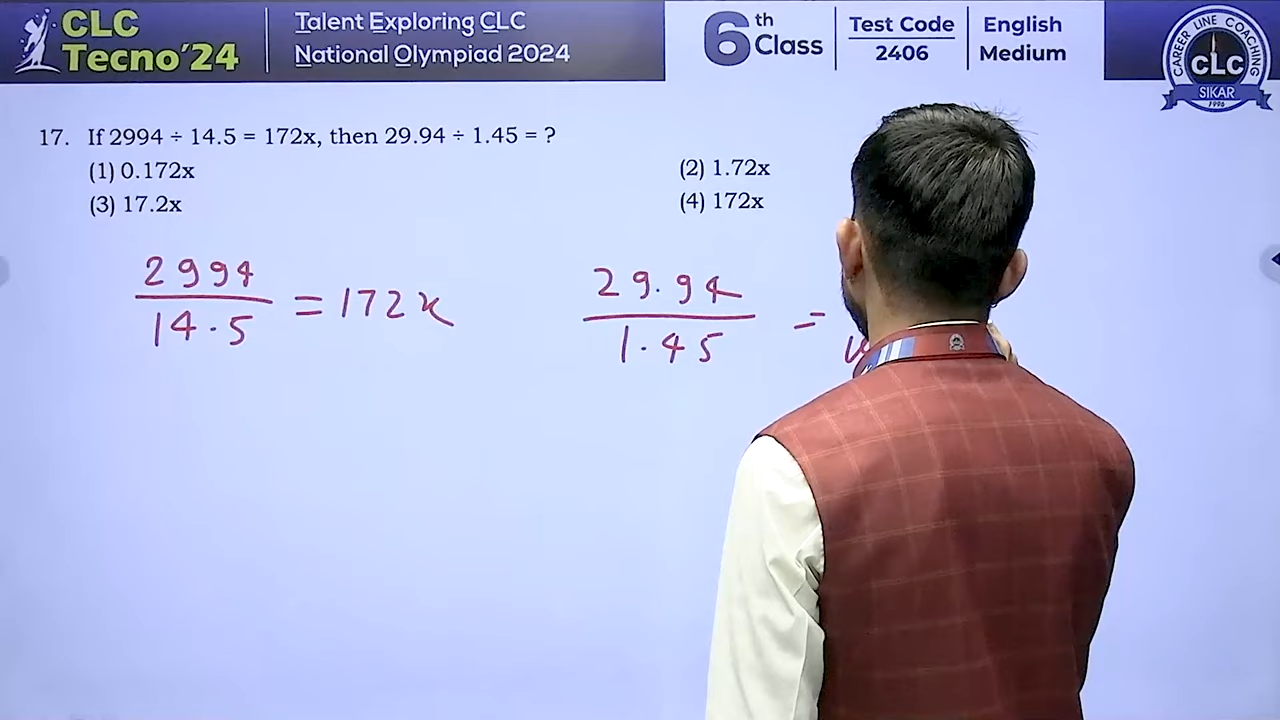 CLC
Tecno'24
Talent Exploring CLC
National Olympiad 2024
6th Class
Test Code
2406
English
Medium
CAREER LINE COACHING
CLC
SIKAR
1996
17. If 2994 ÷ 14.5 = 172x, then 29.94 ÷ 1.45 = ?
(1) 0.172x (2) 1.72x
(3) 17.2x (4) 172x
2994
14.5
= 172x
29.94
1.45
=